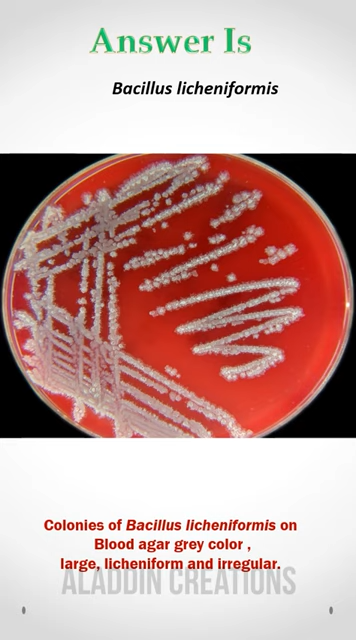 Answer Is
Bacillus licheniformis
Colonies of Bacillus licheniformis on
Blood agar grey color ,
large, licheniform and irregular.
ALADDIN CREATIONS